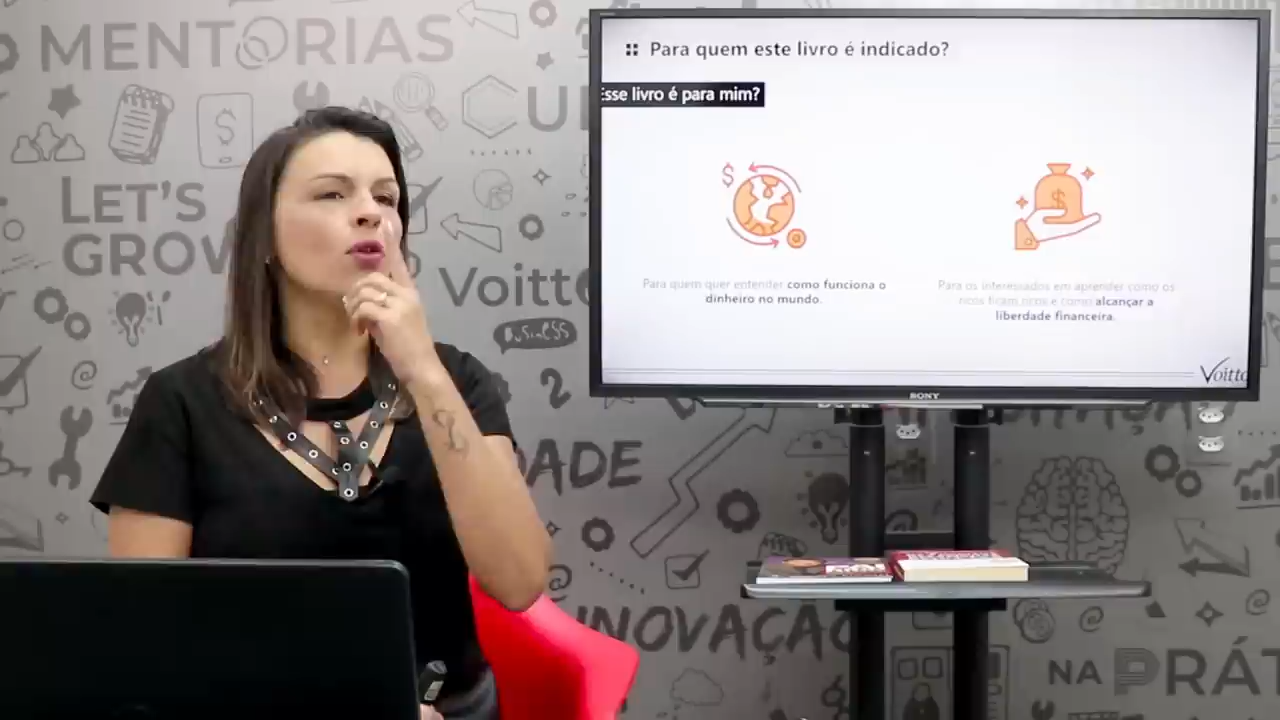 MENTORIAS
LET'S
GROW
Voitto
BUSINESS
Para quem este livro é indicado?
Esse livro é para mim?
$
$
Para quem quer entender como funciona o
dinheiro no mundo.
Para os interessados em aprender como os
ricos ficam ricos e como alcançar a
liberdade financeira.
Voitto
SONY
DADE
2
INOVAÇÃO
NA PRÁT